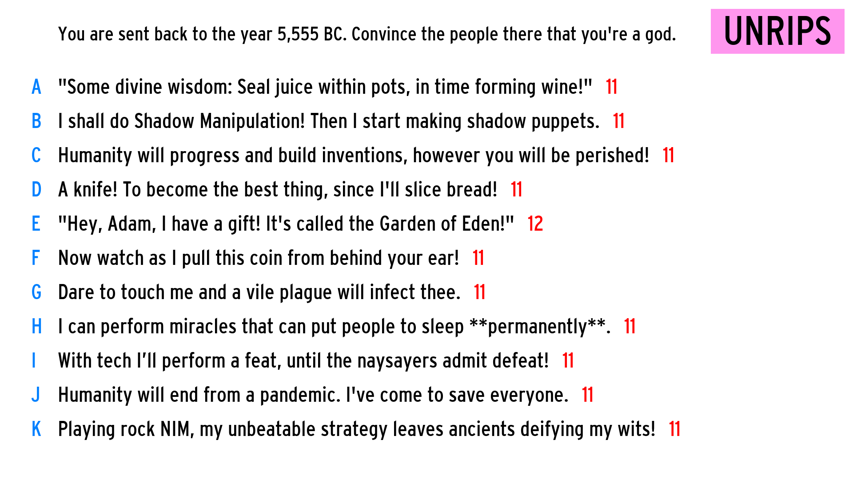 You are sent back to the year 5,555 BC. Convince the people there that you're a god.
UNRIPS
A "Some divine wisdom: Seal juice within pots, in time forming wine!" 11
B I shall do Shadow Manipulation! Then I start making shadow puppets. 11
C Humanity will progress and build inventions, however you will be perished! 11
D A knife! To become the best thing, since I'll slice bread! 11
E "Hey, Adam, I have a gift! It's called the Garden of Eden!" 12
F Now watch as I pull this coin from behind your ear! 11
G Dare to touch me and a vile plague will infect thee. 11
H I can perform miracles that can put people to sleep **permanently**. 11
I With tech I’ll perform a feat, until the naysayers admit defeat! 11
J Humanity will end from a pandemic. I've come to save everyone. 11
K Playing rock NIM, my unbeatable strategy leaves ancients deifying my wits! 11